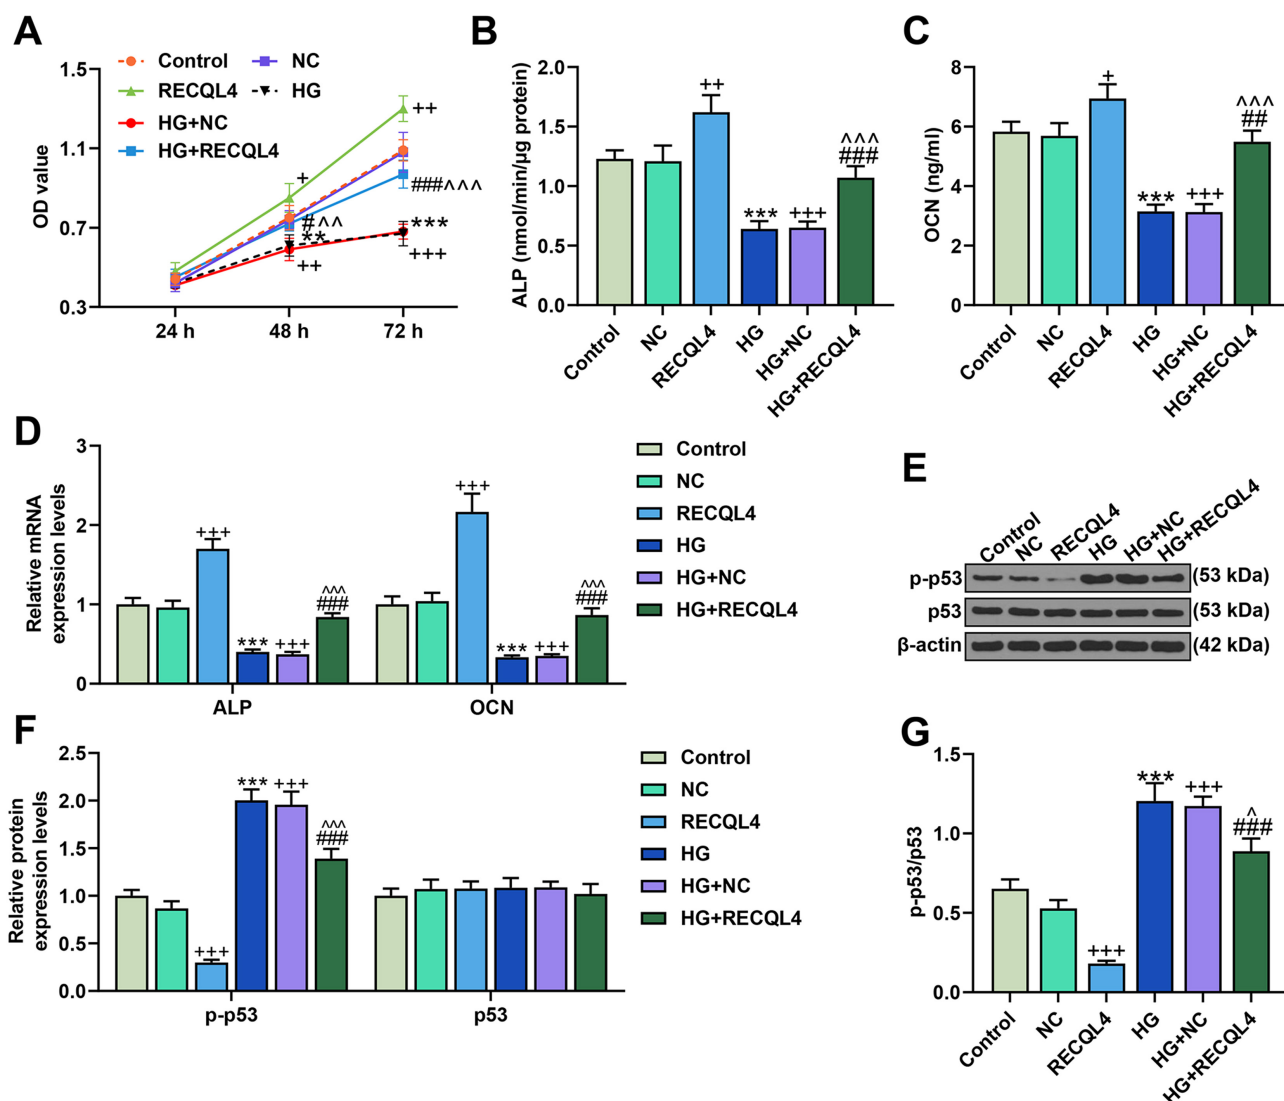 A
Control
NC
RECQL4
HG
HG+NC
HG+RECQL4
OD value
1.5
1.1
0.7
0.3
24 h
48 h
72 h
+
#^^
**
++
++
###^^^
***
+++
B
ALP (nmol/min/μg protein)
2.0
1.5
1.0
0.5
0.0
++
***
+++
^^^
###
Control
NC
RECQL4
HG
HG+NC
HG+RECQL4
C
OCN (ng/ml)
8
6
4
2
0
+
***
+++
^^^
##
Control
NC
RECQL4
HG
HG+NC
HG+RECQL4
D
Relative mRNA
expression levels
3
2
1
0
+++
***
+++
^^^
###
+++
***
+++
^^^
###
ALP
OCN
Control
NC
RECQL4
HG
HG+NC
HG+RECQL4
E
Control
NC
RECQL4
HG
HG+NC
HG+RECQL4
p-p53 (53 kDa)
p53 (53 kDa)
β-actin (42 kDa)
F
Relative protein
expression levels
2.5
2.0
1.5
1.0
0.5
0.0
+++
***
+++
^^^
###
p-p53
p53
Control
NC
RECQL4
HG
HG+NC
HG+RECQL4
G
p-p53/p53
1.5
1.0
0.5
0.0
+++
***
+++
^
###
Control
NC
RECQL4
HG
HG+NC
HG+RECQL4